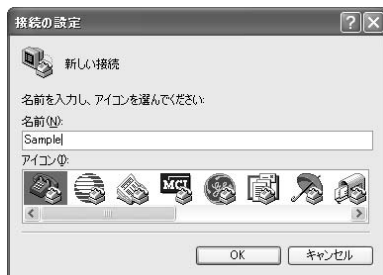 接続の設定
新しい接続
名前を入力し、アイコンを選んでください:
名前(N):
Sample
アイコン(I):
MCI
OK キャンセル